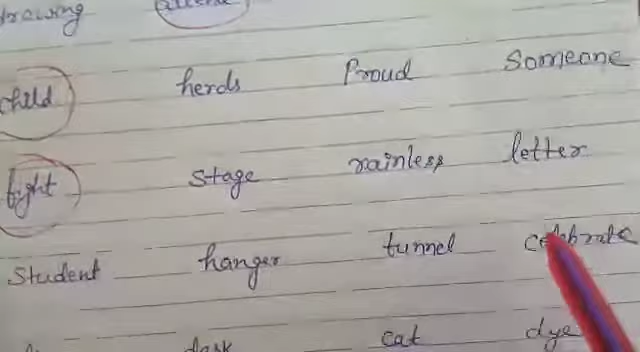 drawing
child herds Proud Someone
fight stage rainless letter
Student hanger tunnel celebrate
cat dye